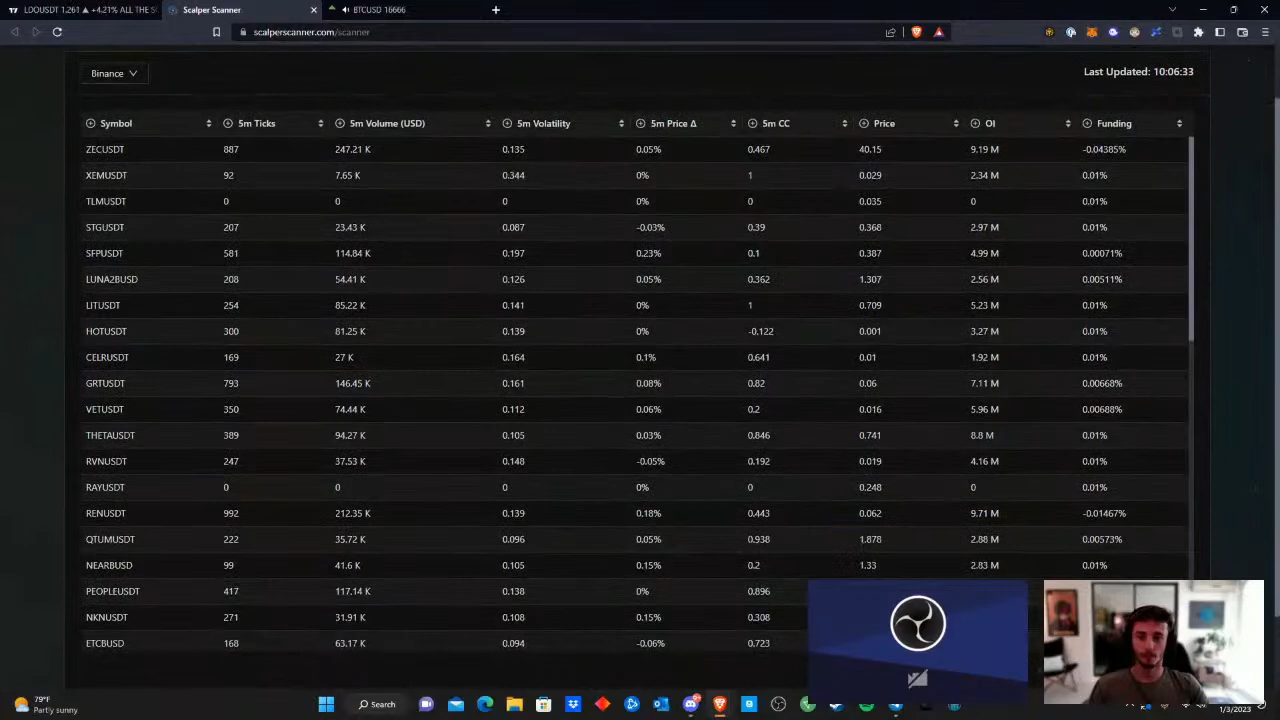 LDOUSDT 1.261 ▲ +4.21% ALL THE S
Scalper Scanner
BTCUSD 16666
scalperscanner.com/scanner
Binance
Last Updated: 10:06:33
Symbol 5m Ticks 5m Volume (USD) 5m Volatility 5m Price Δ 5m CC Price OI Funding
ZECUSDT 887 247.21 K 0.135 0.05% 0.467 40.15 9.19 M -0.04385%
XEMUSDT 92 7.65 K 0.344 0% 1 0.029 2.34 M 0.01%
TLMUSDT 0 0 0 0% 0 0.035 0 0.01%
STGUSDT 207 23.43 K 0.087 -0.03% 0.39 0.368 2.97 M 0.01%
SFPUSDT 581 114.84 K 0.197 0.23% 0.1 0.387 4.99 M 0.00071%
LUNA2BUSD 208 54.41 K 0.126 0.05% 0.362 1.307 2.56 M 0.00511%
LITUSDT 254 85.22 K 0.141 0% 1 0.709 5.23 M 0.01%
HOTUSDT 300 81.25 K 0.139 0% -0.122 0.001 3.27 M 0.01%
CELRUSDT 169 27 K 0.164 0.1% 0.641 0.01 1.92 M 0.01%
GRTUSDT 793 146.45 K 0.161 0.08% 0.82 0.06 7.11 M 0.00668%
VETUSDT 350 74.44 K 0.112 0.06% 0.2 0.016 5.96 M 0.00688%
THETAUSDT 389 94.27 K 0.105 0.03% 0.846 0.741 8.8 M 0.01%
RVNUSDT 247 37.53 K 0.148 -0.05% 0.192 0.019 4.16 M 0.01%
RAYUSDT 0 0 0 0% 0 0.248 0 0.01%
RENUSDT 992 212.35 K 0.139 0.18% 0.443 0.062 9.71 M -0.01467%
QTUMUSDT 222 35.72 K 0.096 0.05% 0.938 1.878 2.88 M 0.00573%
NEARBUSD 99 41.6 K 0.105 0.15% 0.2 1.33 2.83 M 0.01%
PEOPLEUSDT 417 117.14 K 0.138 0% 0.896
NKNUSDT 271 31.91 K 0.108 0.15% 0.308
ETCBUSD 168 63.17 K 0.094 -0.06% 0.723
79°F
Partly sunny
Search
1/3/2023